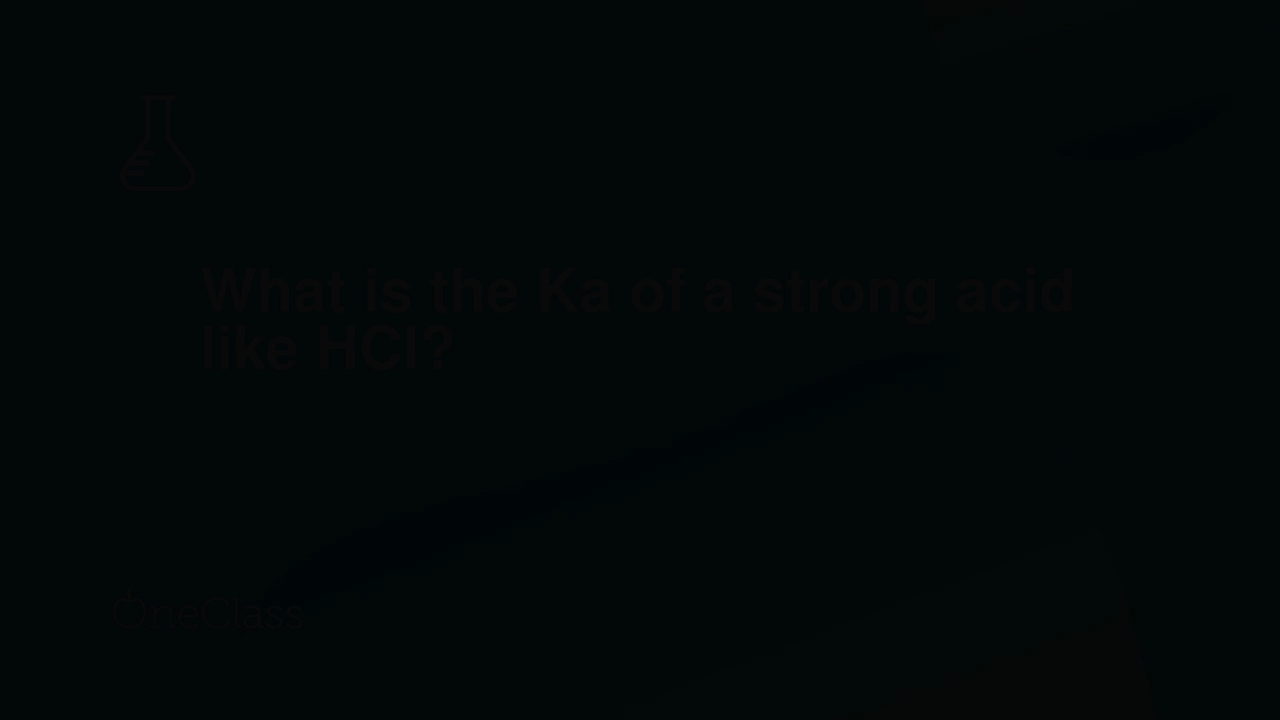 What is the Ka of a strong acid
like HCl?
OneClass